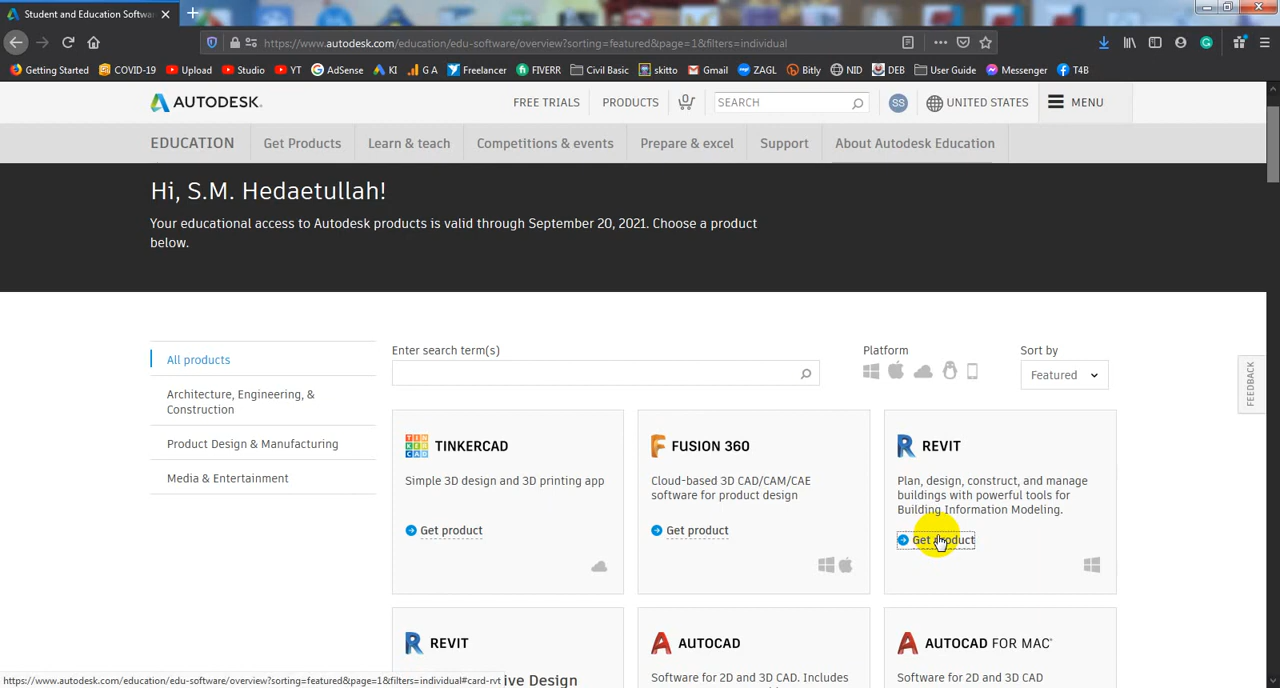 Student and Education Softwa
https://www.autodesk.com/education/edu-software/overview?sorting=featured&page=1&filters=individual
Getting Started COVID-19 Upload Studio YT AdSense KI G A Freelancer FIVERR Civil Basic skitto Gmail ZAGL Bitly NID DEB User Guide Messenger T4B
AUTODESK. FREE TRIALS PRODUCTS 0 SEARCH SS UNITED STATES MENU
EDUCATION Get Products Learn & teach Competitions & events Prepare & excel Support About Autodesk Education
Hi, S.M. Hedaetullah!
Your educational access to Autodesk products is valid through September 20, 2021. Choose a product
below.
All products
Architecture, Engineering, &
Construction
Product Design & Manufacturing
Media & Entertainment
Enter search term(s) Platform Sort by
Featured
FEEDBACK
TINKERCAD
Simple 3D design and 3D printing app
Get product
FUSION 360
Cloud-based 3D CAD/CAM/CAE
software for product design
Get product
REVIT
Plan, design, construct, and manage
buildings with powerful tools for
Building Information Modeling.
Get product
REVIT
ive Design
AUTOCAD
Software for 2D and 3D CAD. Includes
AUTOCAD FOR MAC®
Software for 2D and 3D CAD
https://www.autodesk.com/education/edu-software/overview?sorting=featured&page=1&filters=individual#card-rvt